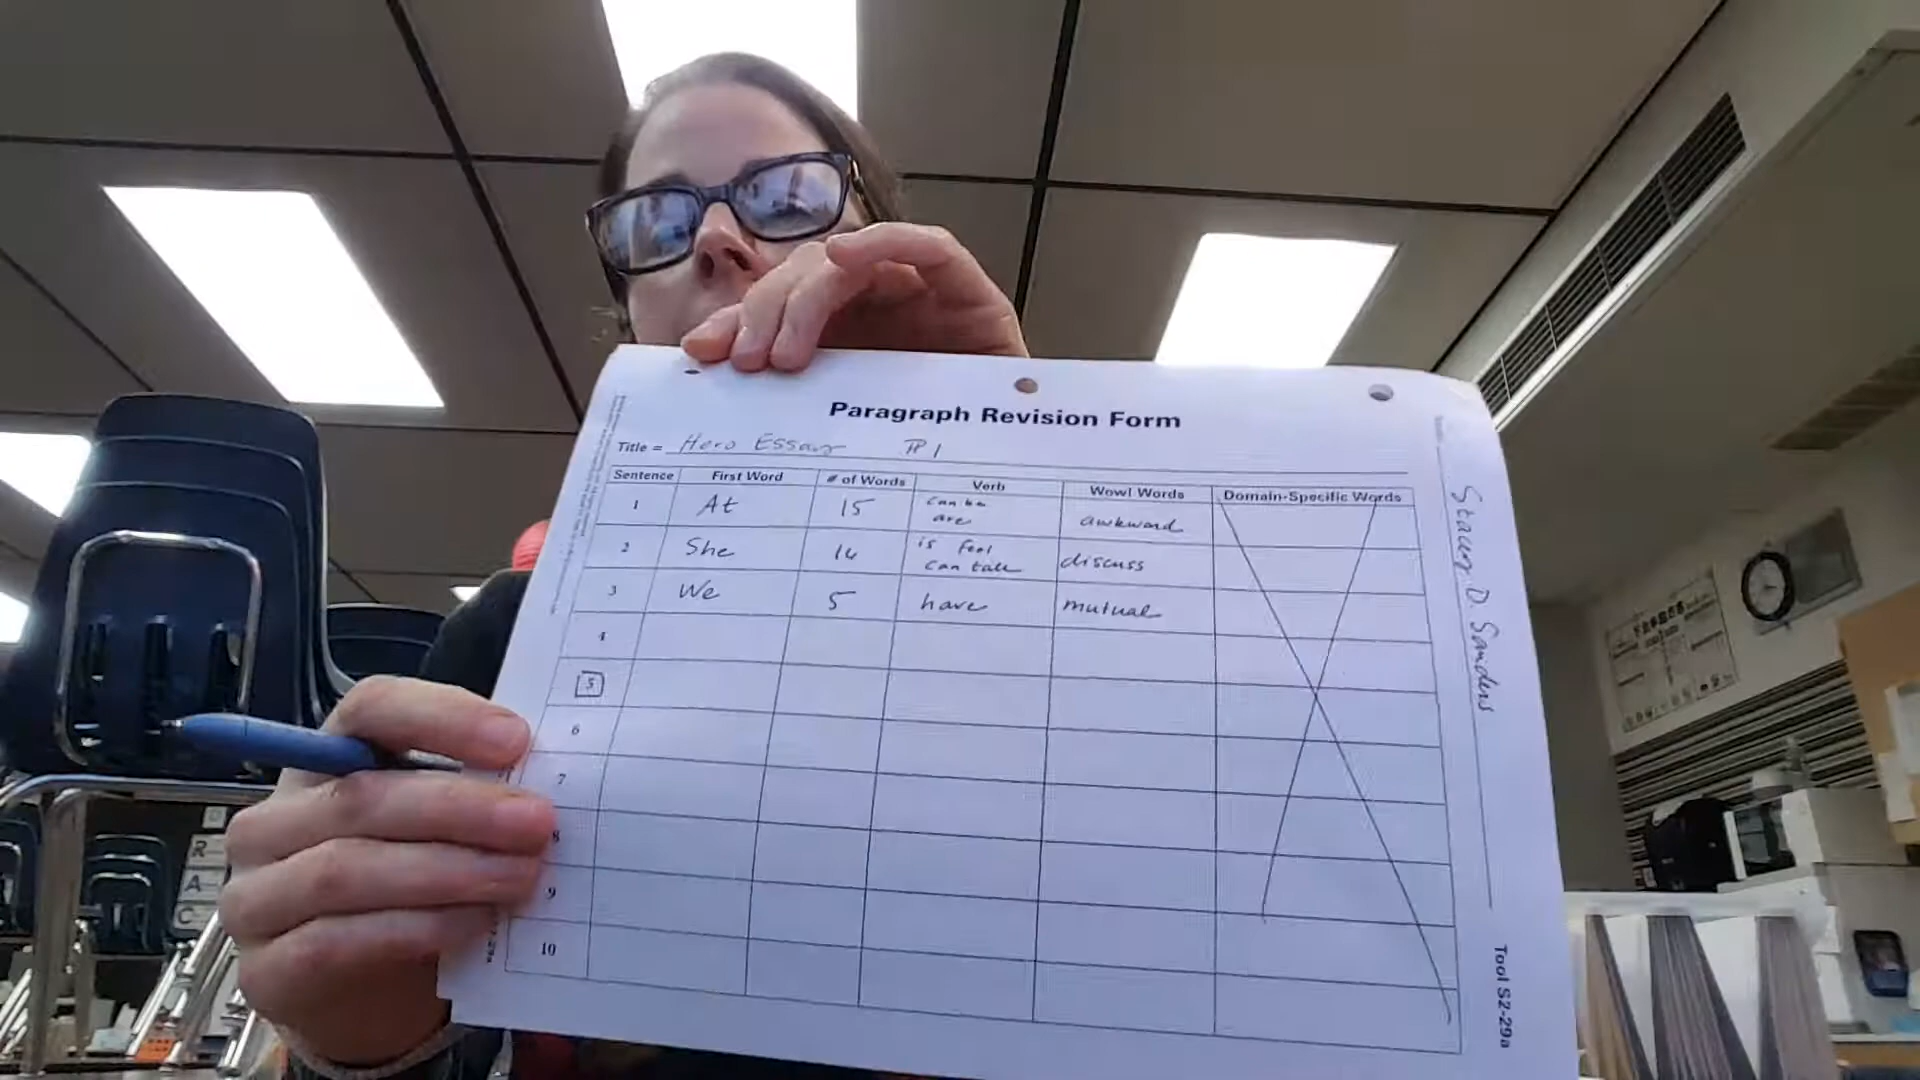 Paragraph Revision Form
Title = Hero Essay ¶1
Sentence First Word # of Words Verb Wow! Words Domain-Specific Words
1 At 15 can be are awkward
2 She 14 is feel can talk discuss
3 We 5 have mutual
4
5
6
7
8
9
10
Stacey D. Sanders
Tool S2-29a
R
A
C